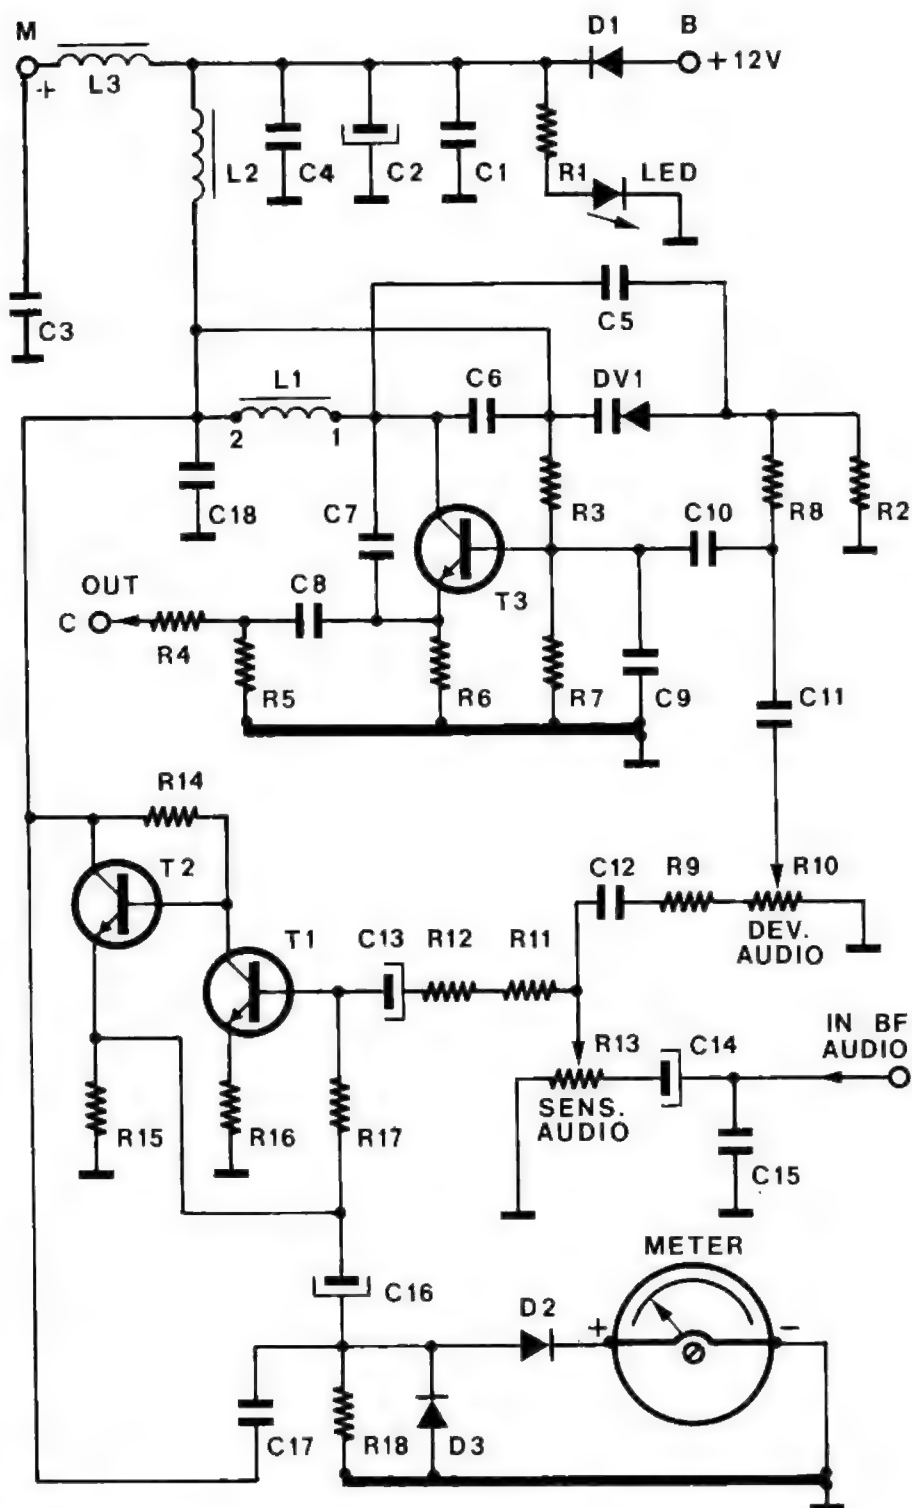 M
D1
B
+12V
+
L3
L2
C4
C2
C1
R1
LED
C3
C5
L1
C6
DV1
2
1
C18
C7
R3
C10
R8
R2
OUT
C8
T3
C
R4
R5
R6
R7
C9
C11
R14
T2
C12
R9
R10
T1
C13
R12
R11
DEV.
AUDIO
IN BF
AUDIO
R13
C14
R15
R16
R17
SENS.
AUDIO
C15
METER
C16
D2
+
-
C17
R18
D3